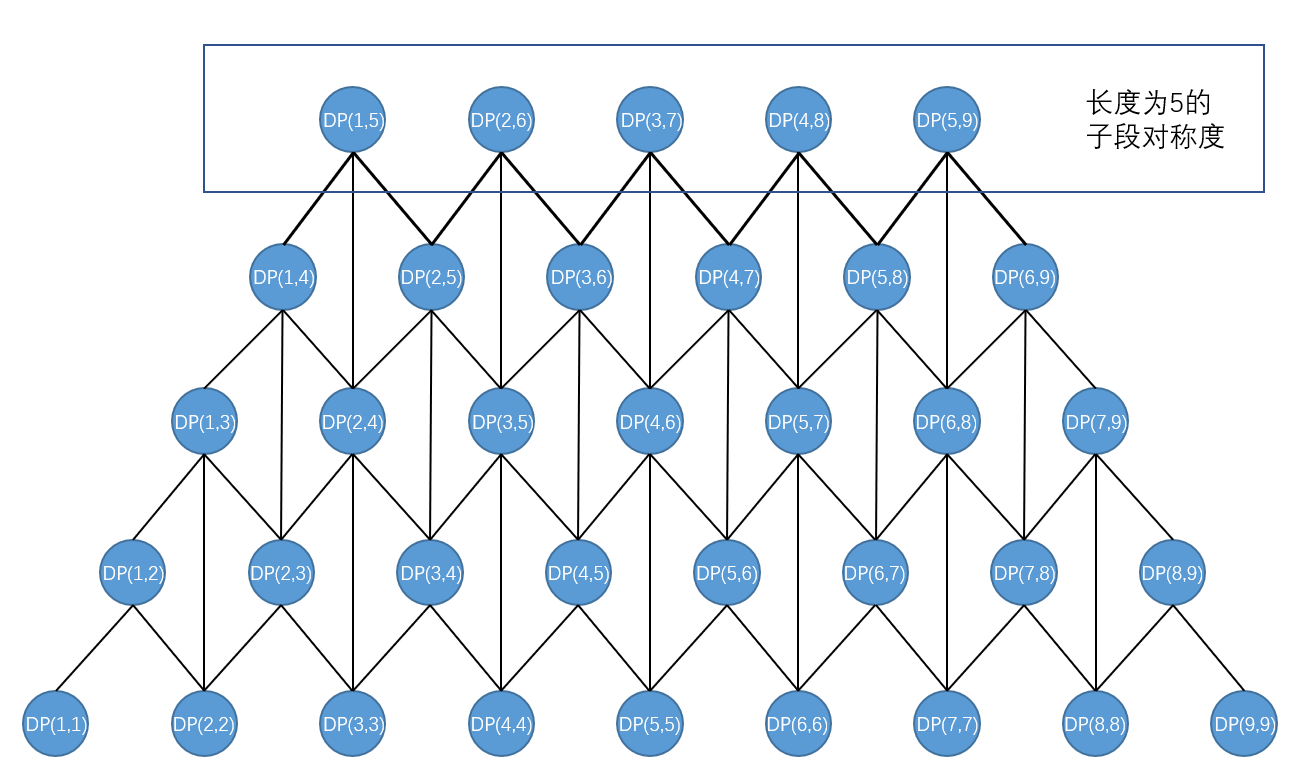 DP(1,5) DP(2,6) DP(3,7) DP(4,8) DP(5,9)
长度为5的
子段对称度
DP(1,4) DP(2,5) DP(3,6) DP(4,7) DP(5,8) DP(6,9)
DP(1,3) DP(2,4) DP(3,5) DP(4,6) DP(5,7) DP(6,8) DP(7,9)
DP(1,2) DP(2,3) DP(3,4) DP(4,5) DP(5,6) DP(6,7) DP(7,8) DP(8,9)
DP(1,1) DP(2,2) DP(3,3) DP(4,4) DP(5,5) DP(6,6) DP(7,7) DP(8,8) DP(9,9)